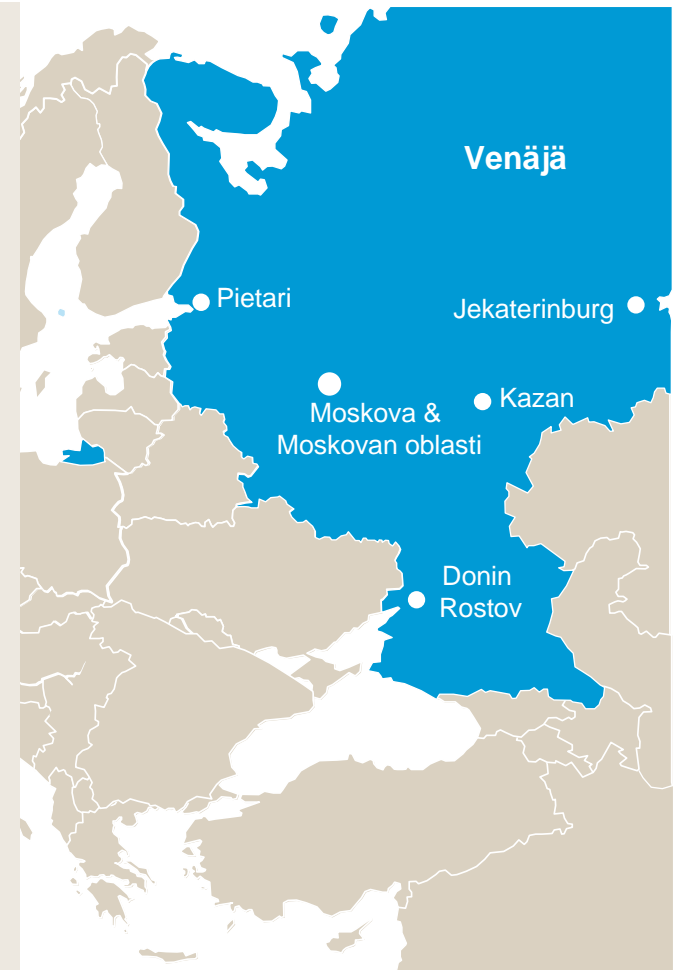 Venäjä
Pietari
Jekaterinburg
Kazan
Moskova &
Moskovan oblasti
Donin
Rostov